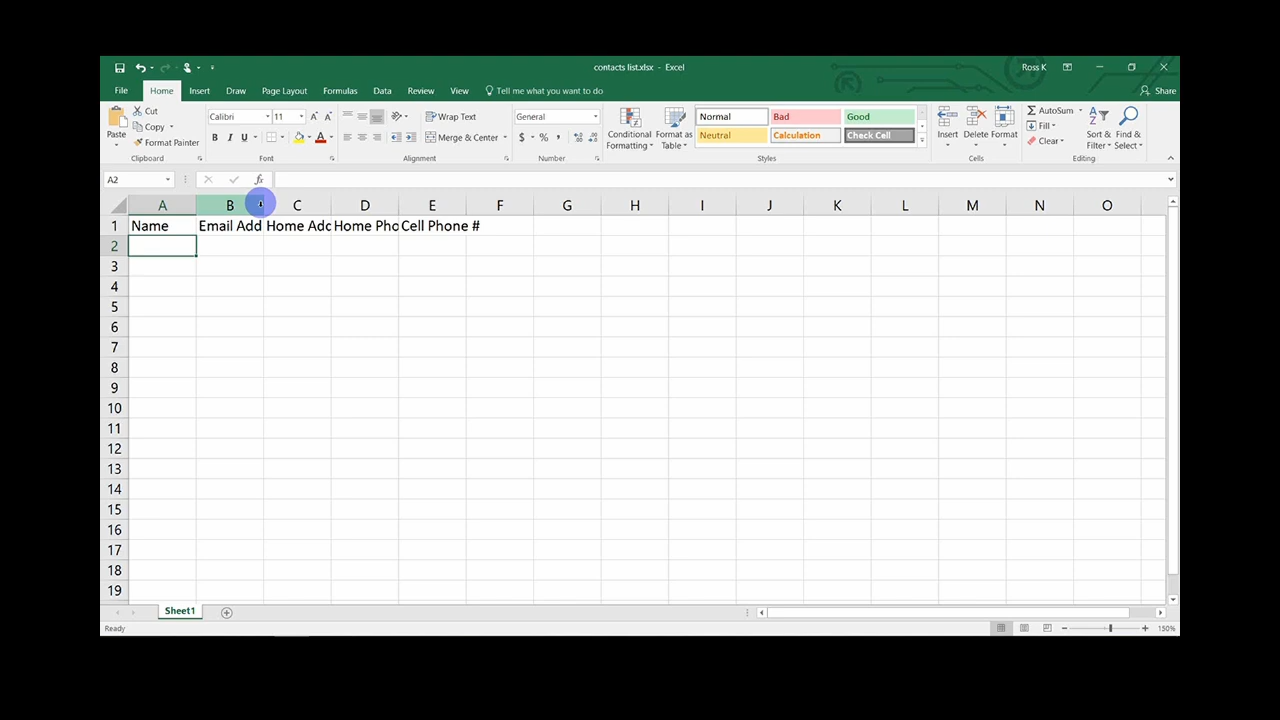 contacts list.xlsx - Excel
Ross K
File Home Insert Draw Page Layout Formulas Data Review View Tell me what you want to do
Share
Paste
Cut
Copy
Format Painter
Clipboard
Calibri 11
B I U A
Font
Wrap Text
Merge & Center
Alignment
General
$ % ,
Number
Conditional Formatting
Format as Table
Normal Bad Good
Neutral Calculation Check Cell
Styles
Insert Delete Format
Cells
AutoSum
Fill
Clear
Sort & Filter
Find & Select
Editing
A2
fx
A B C D E F G H I J K L M N O
1 Name Email Add Home Adc Home Pho Cell Phone #
2
3
4
5
6
7
8
9
10
11
12
13
14
15
16
17
18
19
Sheet1
Ready
150%